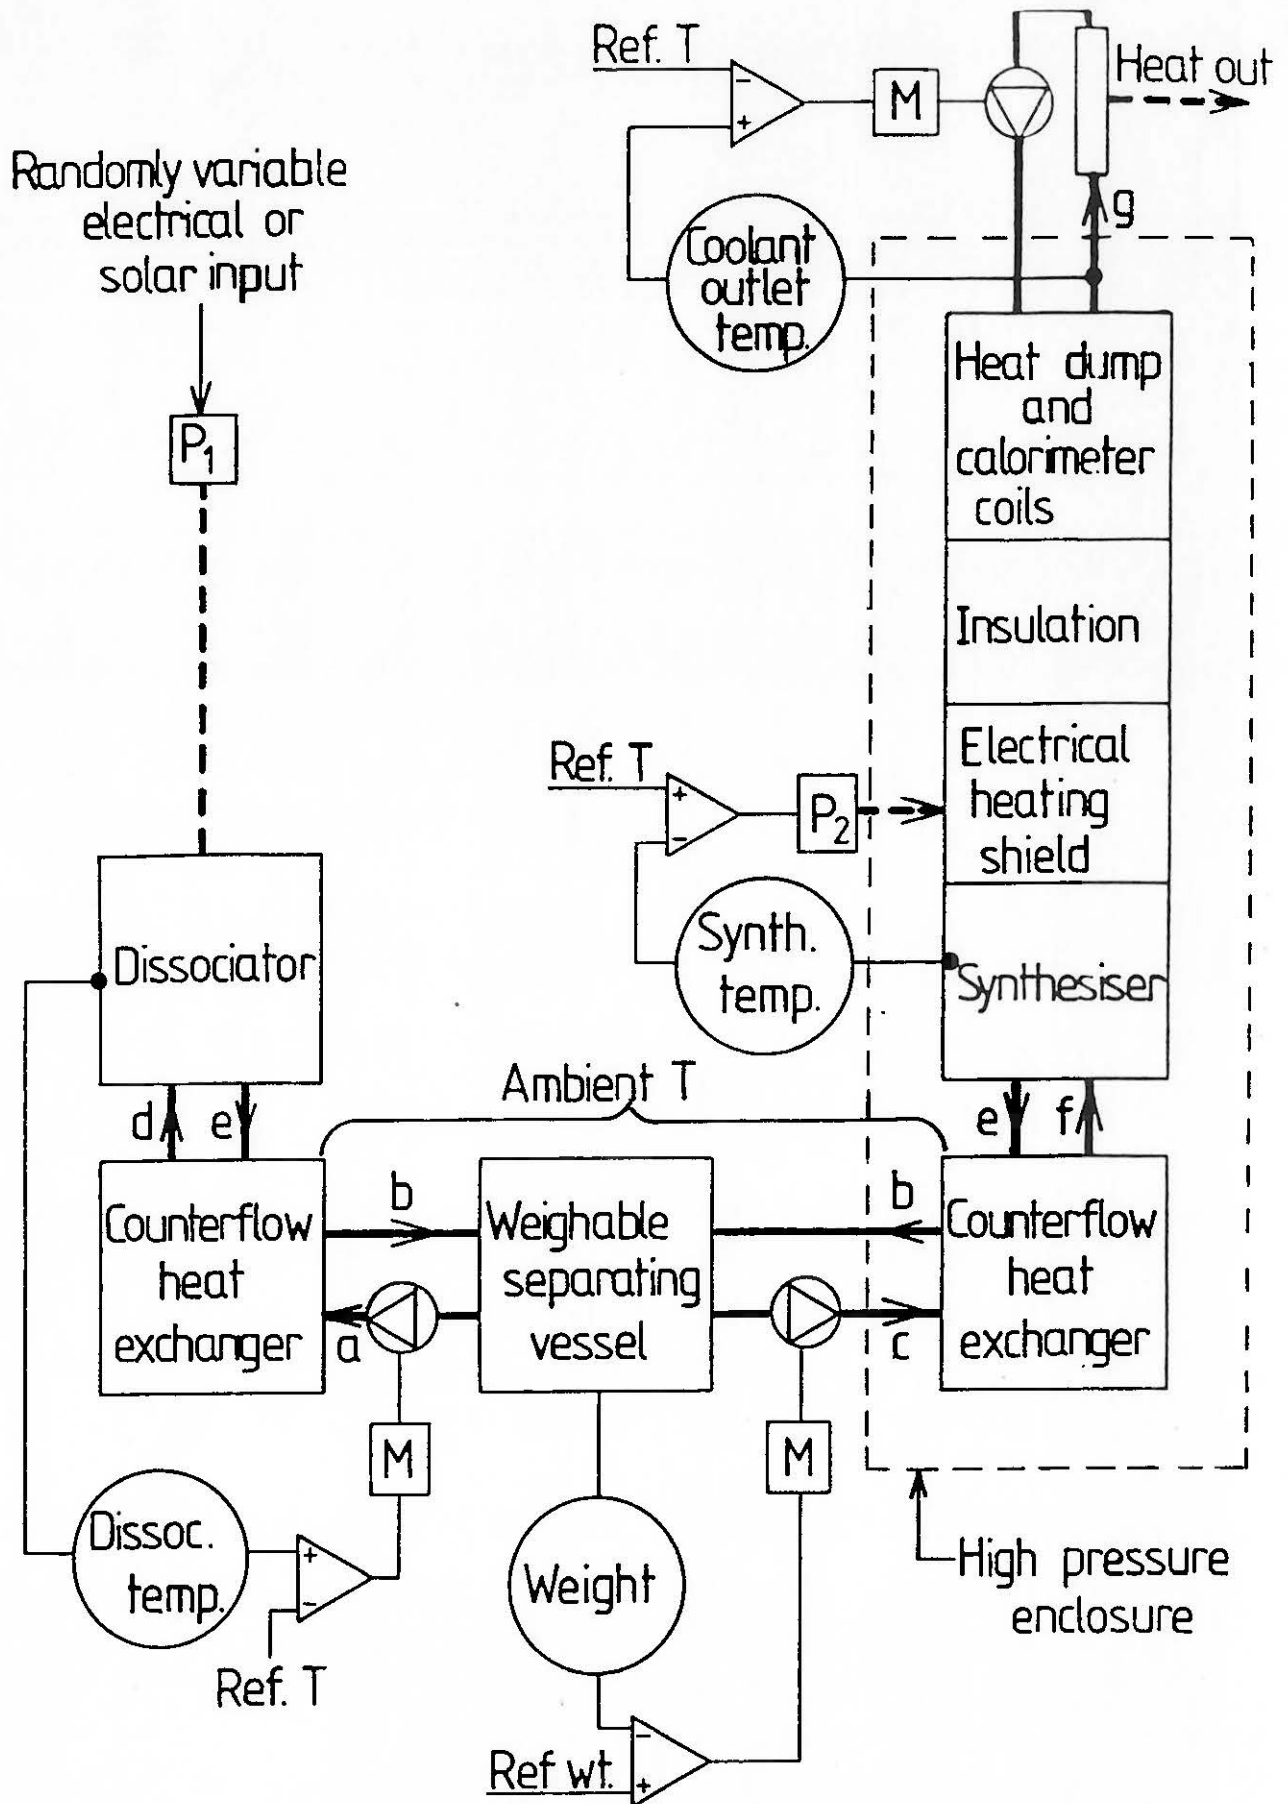 Ref. T
-
+
M
Heat out
g
Randomly variable
electrical or
solar input
P1
Coolant
outlet
temp.
Heat dump
and
calorimeter
coils
Insulation
Electrical
heating
shield
Ref. T
+
-
P2
Synth.
temp.
Synthesiser
Dissociator
Ambient T
d
e
e
f
Counterflow
heat
exchanger
b
a
Weighable
separating
vessel
b
c
Counterflow
heat
exchanger
M
M
Dissoc.
temp.
+
-
Ref. T
Weight
High pressure
enclosure
-
+
Ref wt.